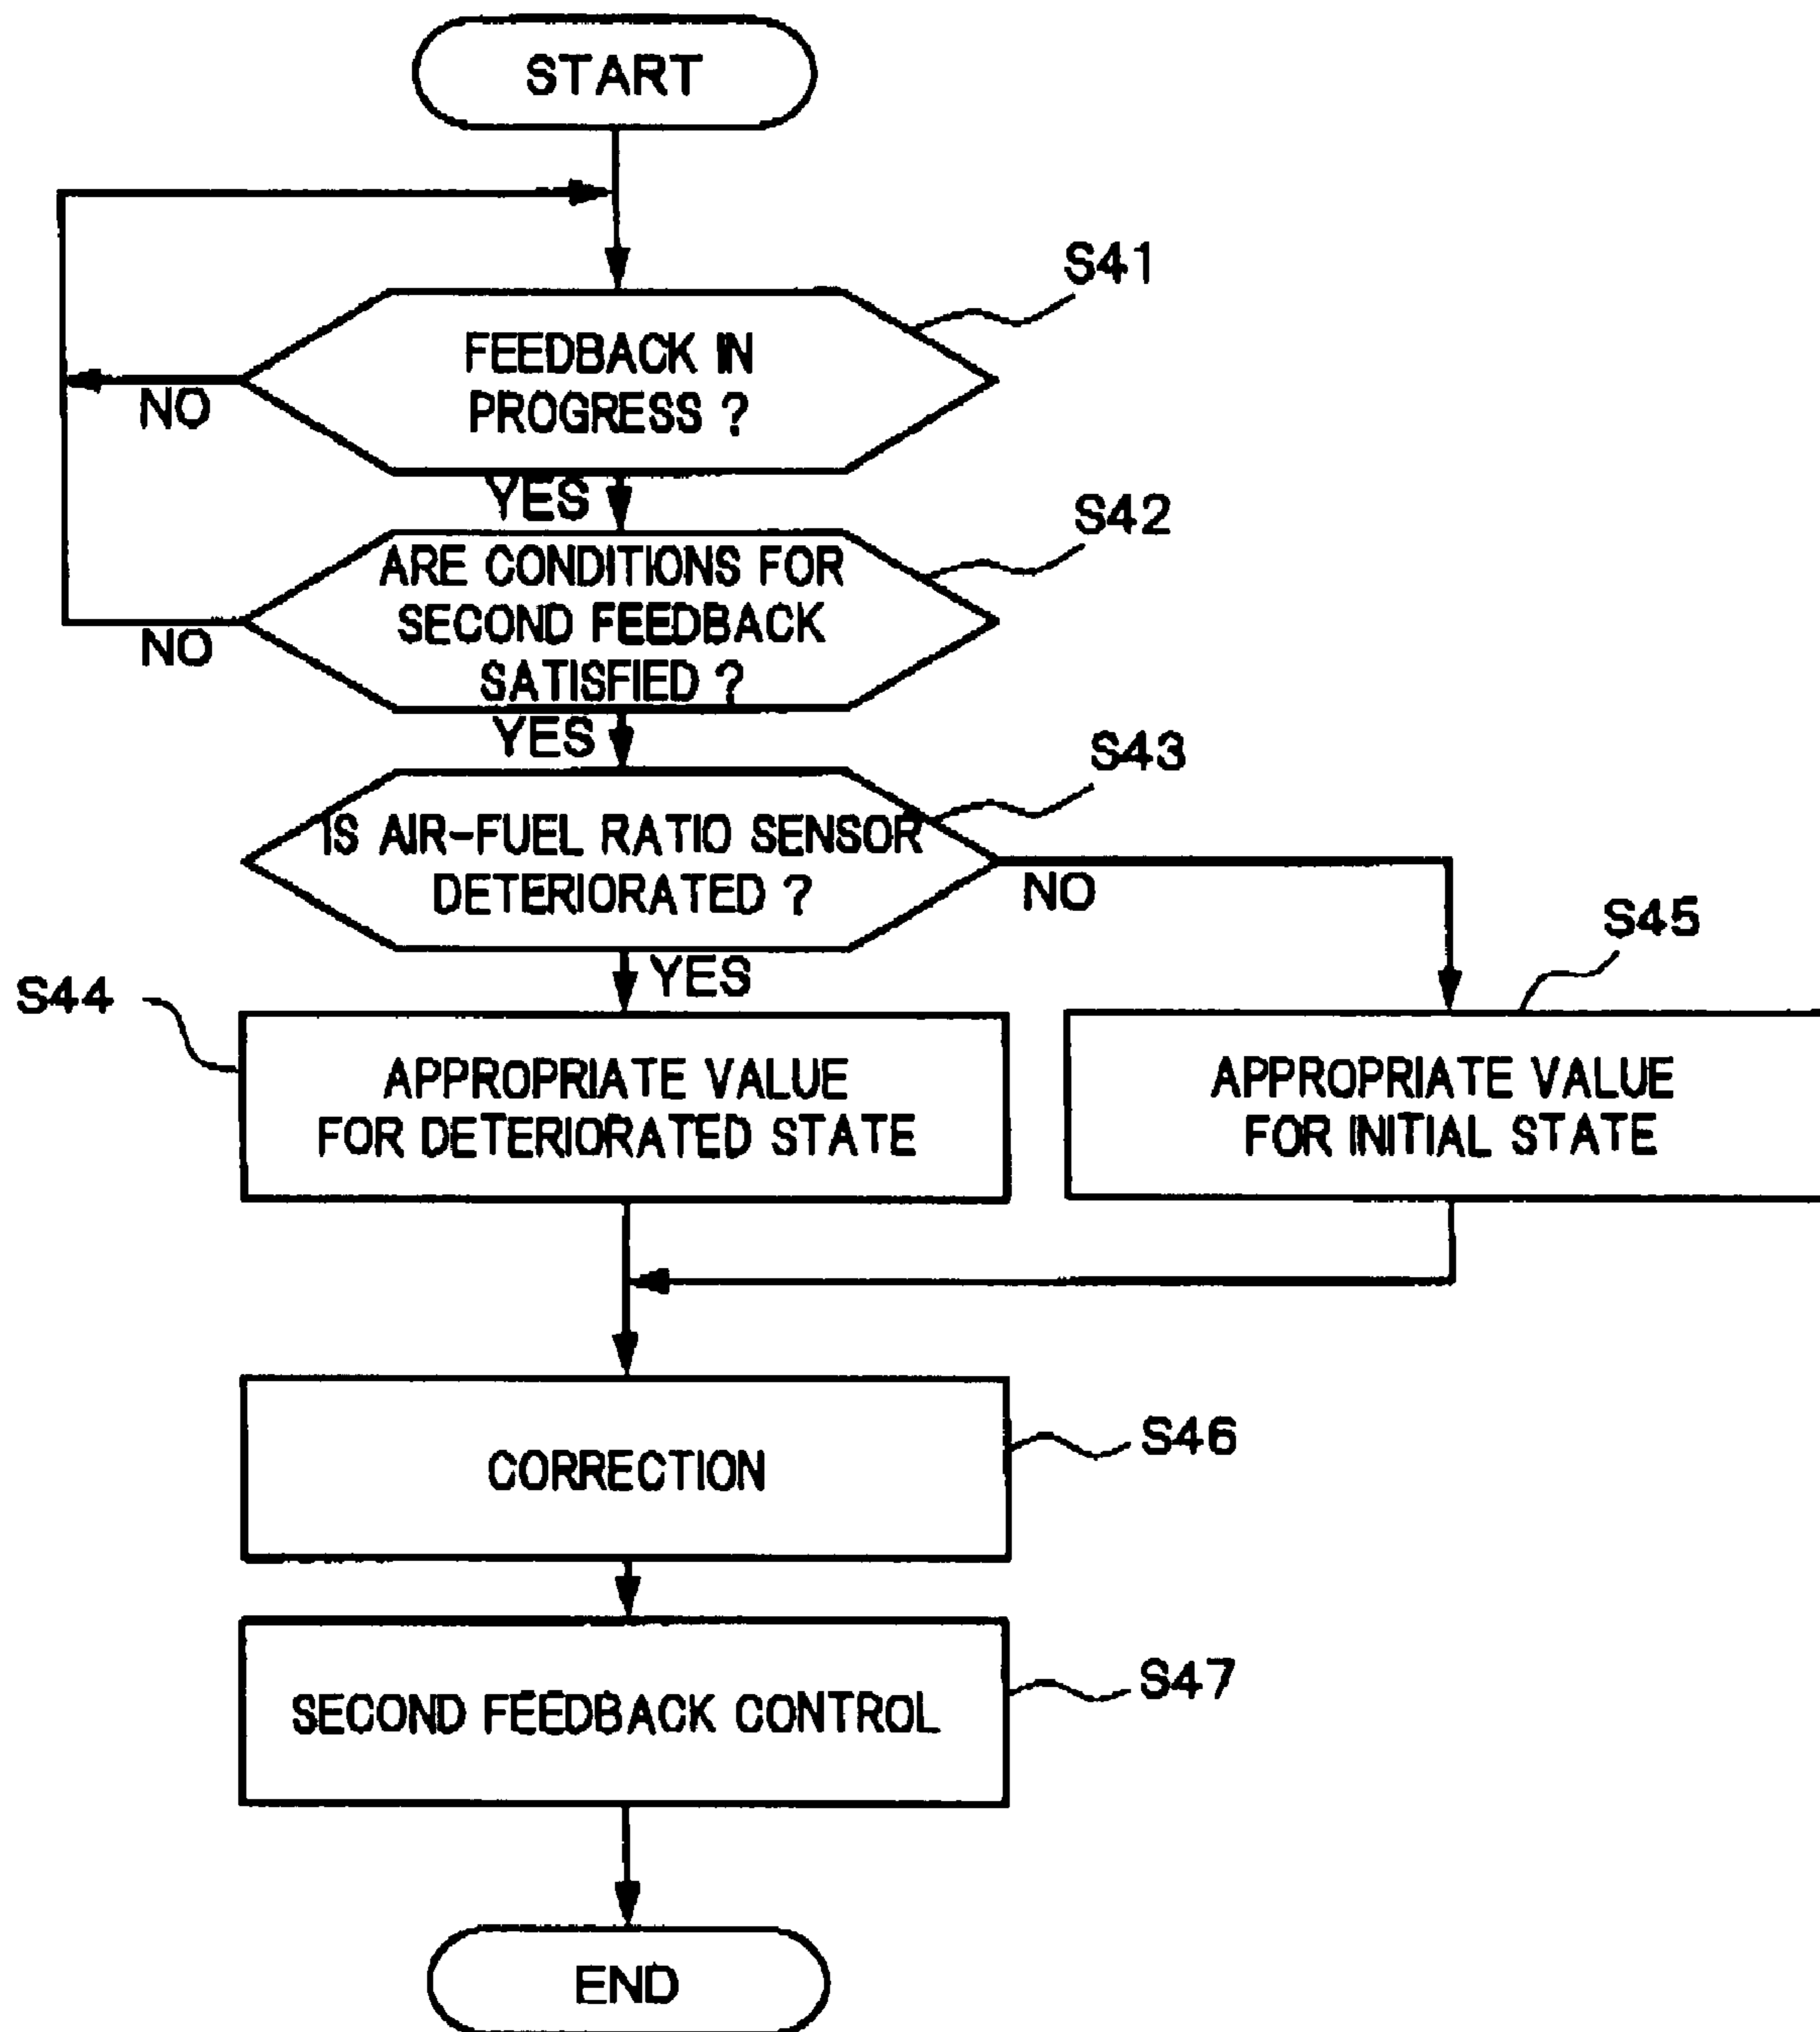 START
S41
FEEDBACK IN
PROGRESS ?
NO
YES
S42
ARE CONDITIONS FOR
SECOND FEEDBACK
SATISFIED ?
NO
YES
S43
IS AIR-FUEL RATIO SENSOR
DETERIORATED ?
NO
YES
S44
S45
APPROPRIATE VALUE
FOR DETERIORATED STATE
APPROPRIATE VALUE
FOR INITIAL STATE
CORRECTION
S46
SECOND FEEDBACK CONTROL
S47
END